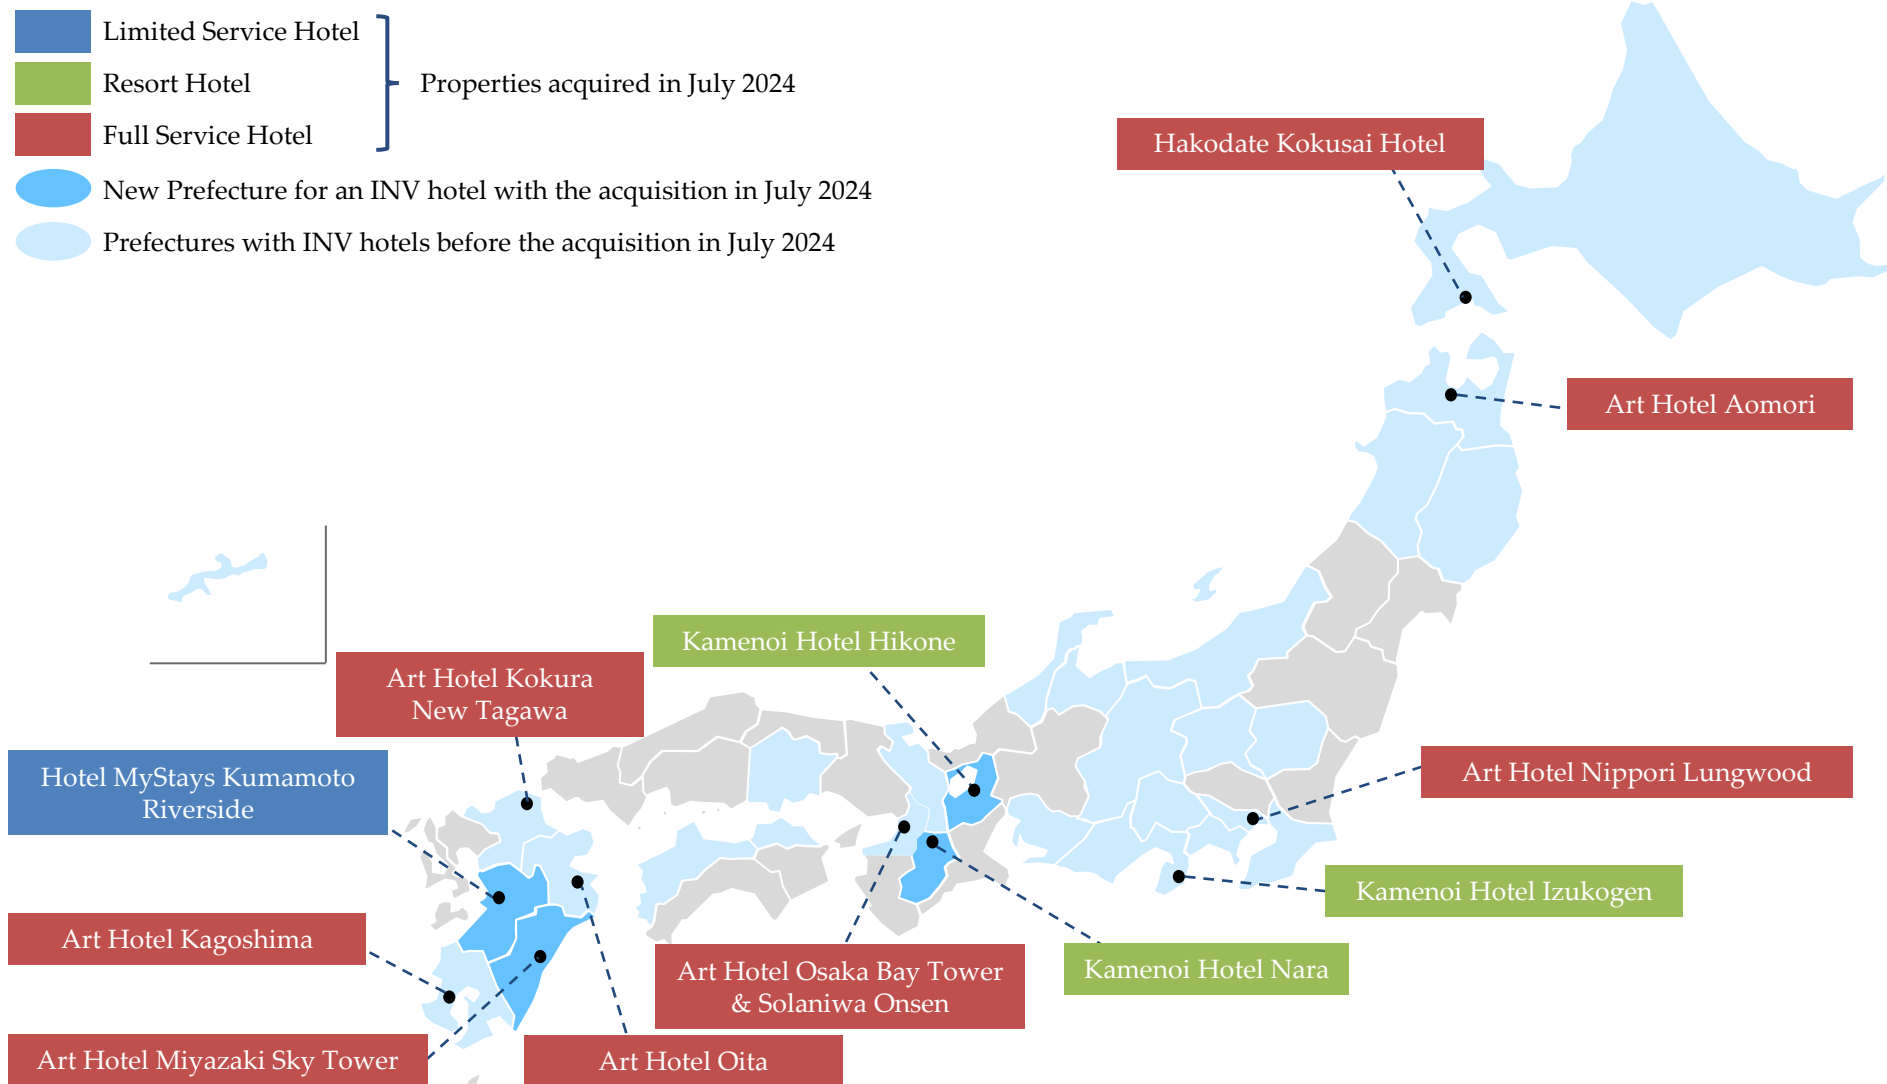 Limited Service Hotel
Resort Hotel
Full Service Hotel
Properties acquired in July 2024
New Prefecture for an INV hotel with the acquisition in July 2024
Prefectures with INV hotels before the acquisition in July 2024
Hakodate Kokusai Hotel
Art Hotel Aomori
Kamenoi Hotel Hikone
Art Hotel Kokura
New Tagawa
Hotel MyStays Kumamoto
Riverside
Art Hotel Nippori Lungwood
Kamenoi Hotel Izukogen
Art Hotel Kagoshima
Art Hotel Osaka Bay Tower
& Solaniwa Onsen
Kamenoi Hotel Nara
Art Hotel Miyazaki Sky Tower
Art Hotel Oita